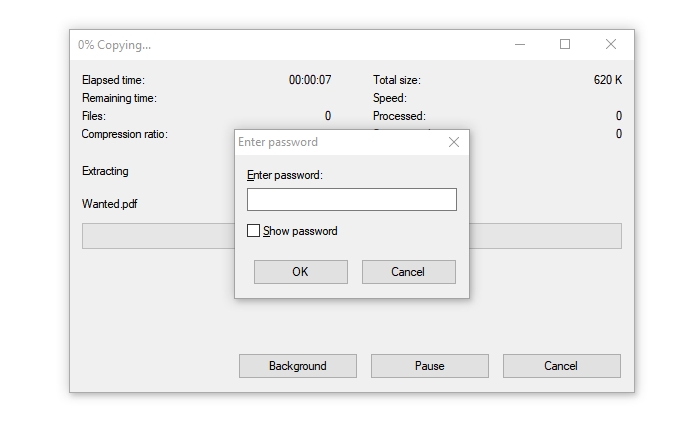 0% Copying...
Elapsed time: 00:00:07 Total size: 620 K
Remaining time: Speed:
Files: 0 Processed: 0
Compression ratio: 0
Enter password
Enter password:
Show password
OK Cancel
Extracting
Wanted.pdf
Background Pause Cancel